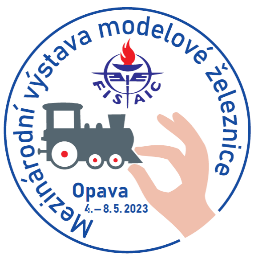 Mezinárodní výstava modelové železnice
FISAIC
Opava
4. – 8. 5. 2023